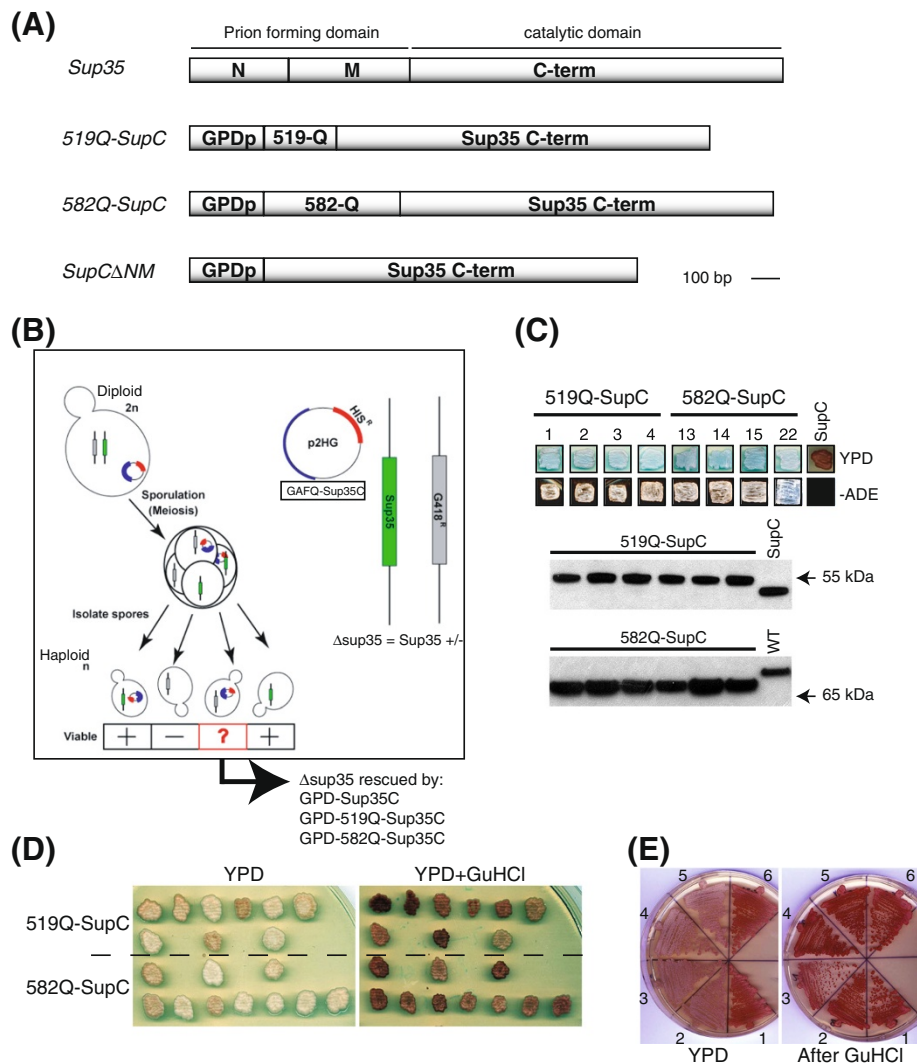 (A)
Prion forming domain
catalytic domain
Sup35
N
M
C-term
519Q-SupC
GPDp
519-Q
Sup35 C-term
582Q-SupC
GPDp
582-Q
Sup35 C-term
SupCΔNM
GPDp
Sup35 C-term
100 bp
(B)
Diploid
2n
HIS R
p2HG
GAFQ-Sup35C
Sup35
G418 R
Sporulation
(Meiosis)
Isolate spores
Δsup35 = Sup35 +/-
Haploid
n
Viable
+
−
?
+
Δsup35 rescued by:
GPD-Sup35C
GPD-519Q-Sup35C
GPD-582Q-Sup35C
(C)
519Q-SupC
582Q-SupC
SupC
1 2 3 4 13 14 15 22
YPD
-ADE
519Q-SupC
SupC
55 kDa
582Q-SupC
WT
65 kDa
(D)
YPD
YPD+GuHCl
519Q-SupC
582Q-SupC
(E)
5 6
4
3
2 1
YPD
5 6
4
3
2 1
After GuHCl